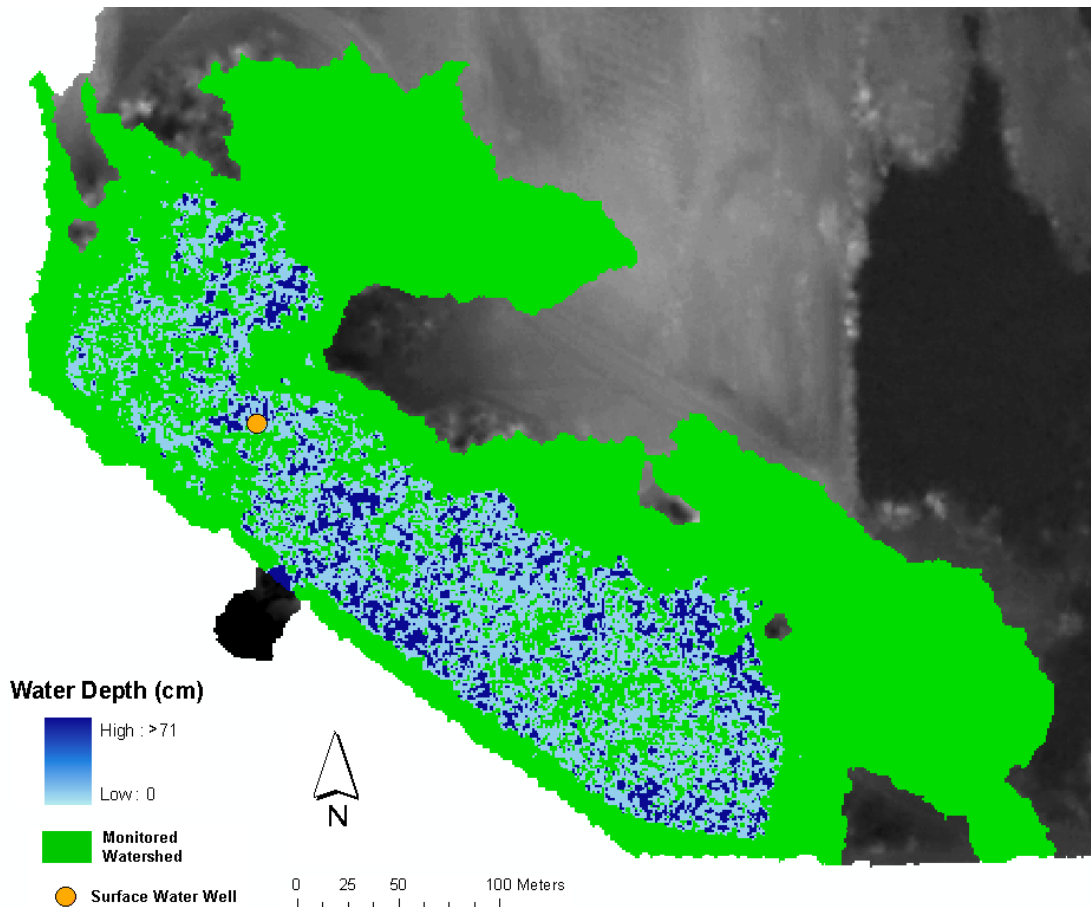 Water Depth (cm)
High : >71
Low : 0
N
Monitored
Watershed
Surface Water Well
0 25 50 100 Meters